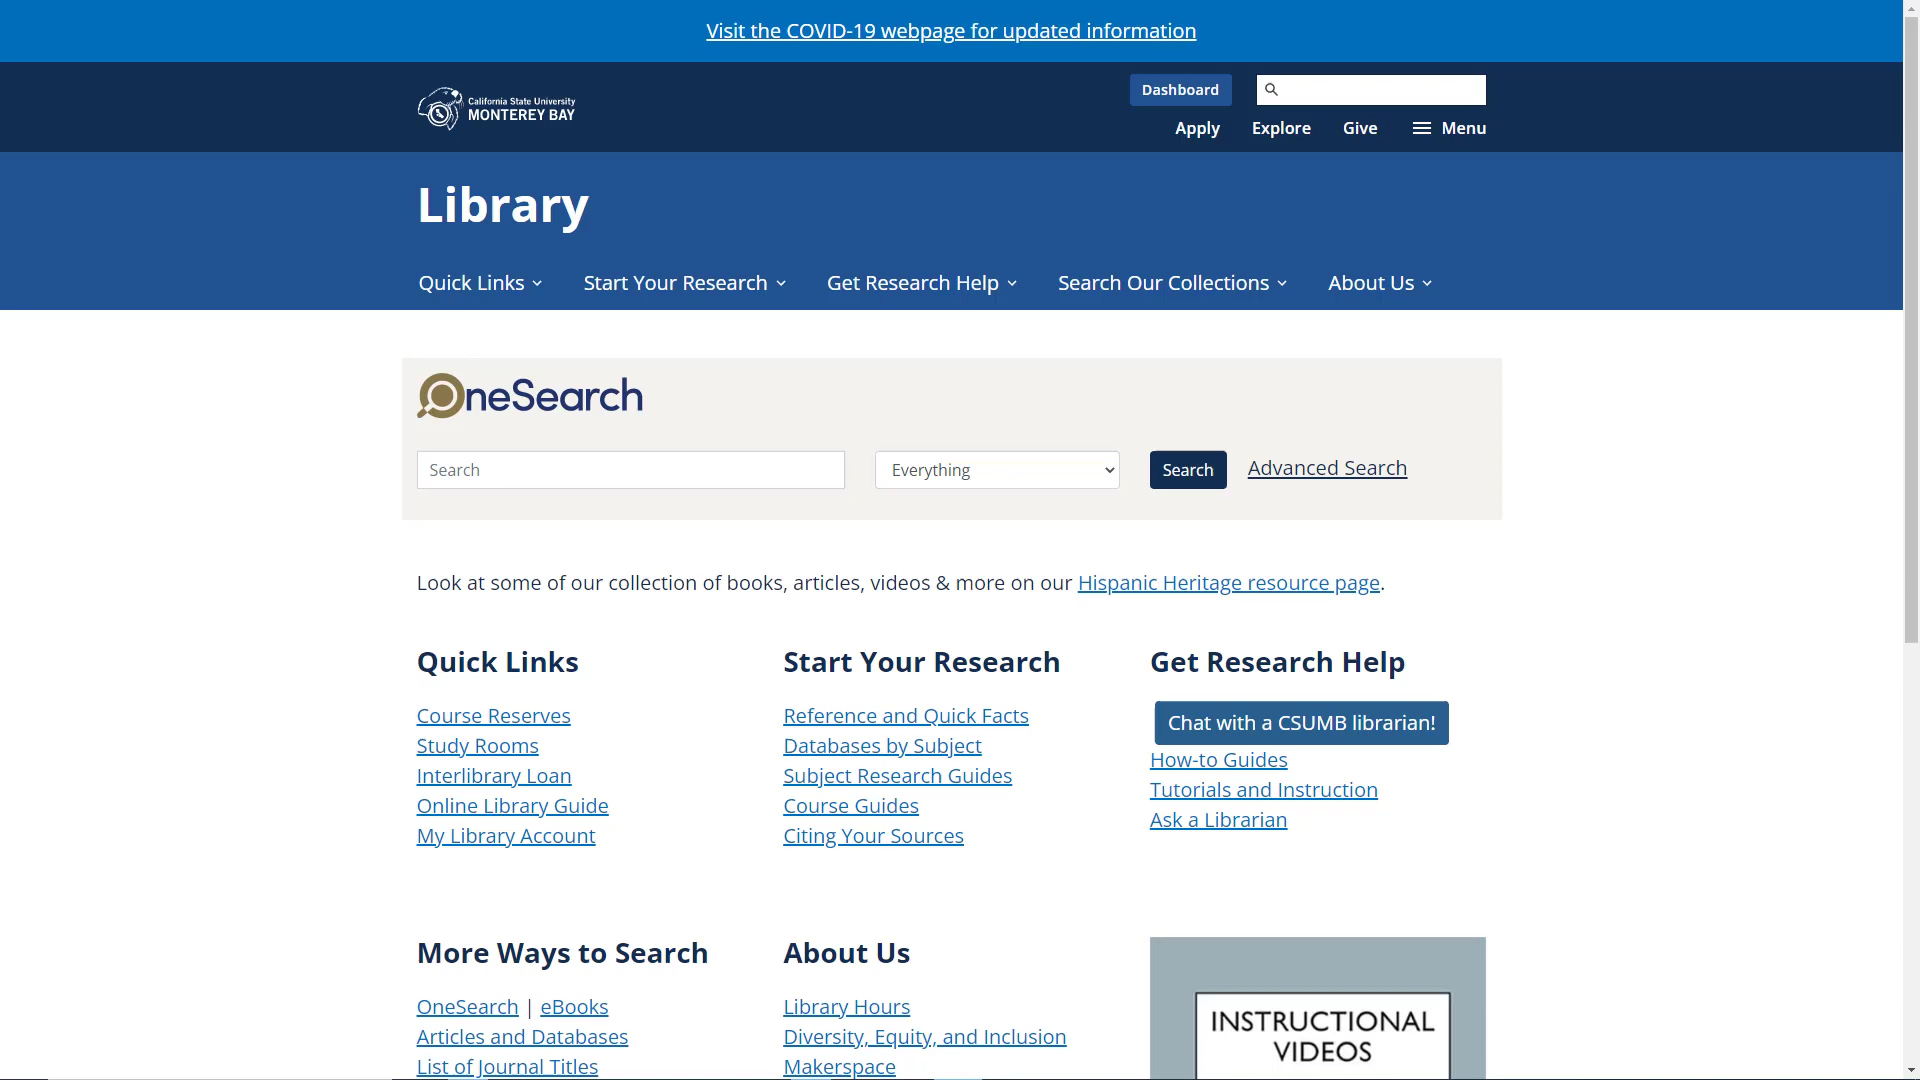 Visit the COVID-19 webpage for updated information
California State University
MONTEREY BAY
Dashboard
Apply Explore Give Menu
Library
Quick Links Start Your Research Get Research Help Search Our Collections About Us
OneSearch
Search Everything Search Advanced Search
Look at some of our collection of books, articles, videos & more on our Hispanic Heritage resource page.
Quick Links
Course Reserves
Study Rooms
Interlibrary Loan
Online Library Guide
My Library Account
Start Your Research
Reference and Quick Facts
Databases by Subject
Subject Research Guides
Course Guides
Citing Your Sources
Get Research Help
Chat with a CSUMB librarian!
How-to Guides
Tutorials and Instruction
Ask a Librarian
More Ways to Search
OneSearch | eBooks
Articles and Databases
List of Journal Titles
About Us
Library Hours
Diversity, Equity, and Inclusion
Makerspace
INSTRUCTIONAL
VIDEOS